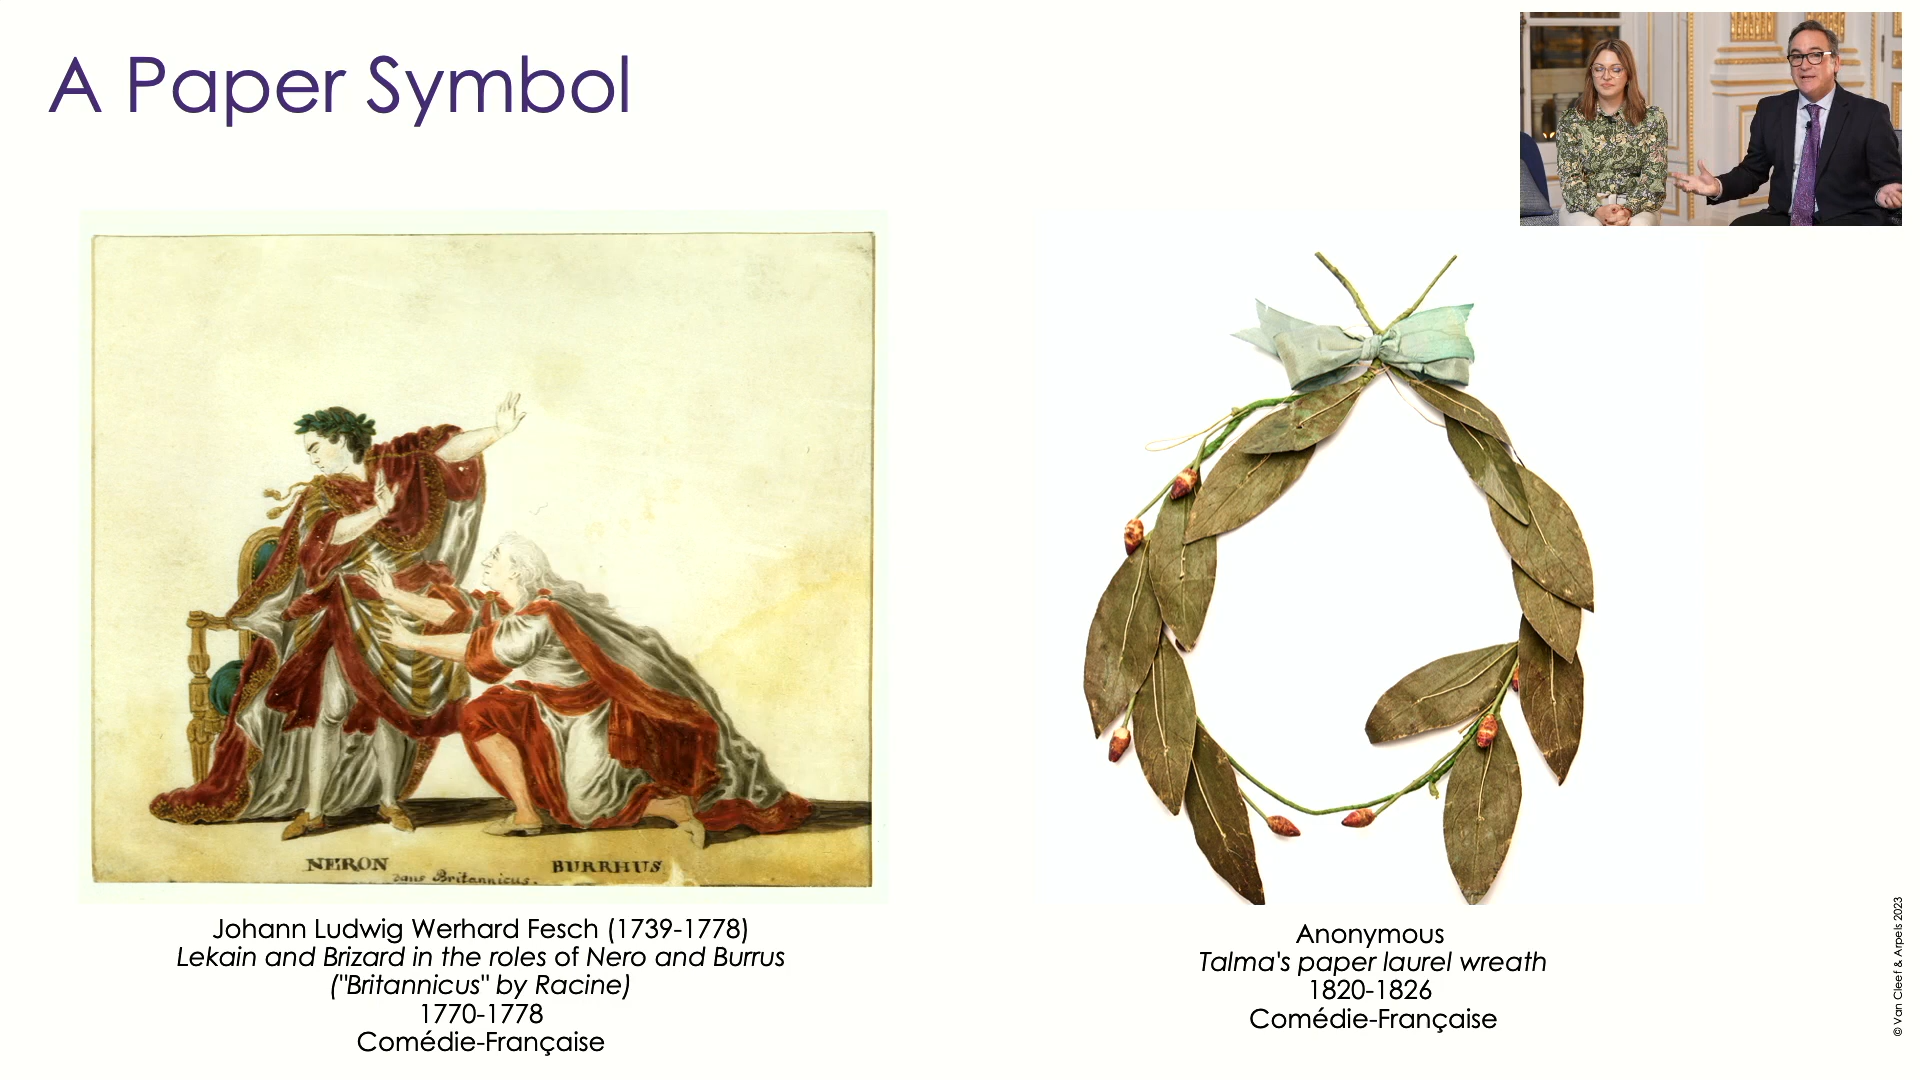 A Paper Symbol
NERON
BURRHUS
dans Britannicus.
Johann Ludwig Werhard Fesch (1739-1778)
Lekain and Brizard in the roles of Nero and Burrus
("Britannicus" by Racine)
1770-1778
Comédie-Française
Anonymous
Talma's paper laurel wreath
1820-1826
Comédie-Française
© Van Cleef & Arpels 2023